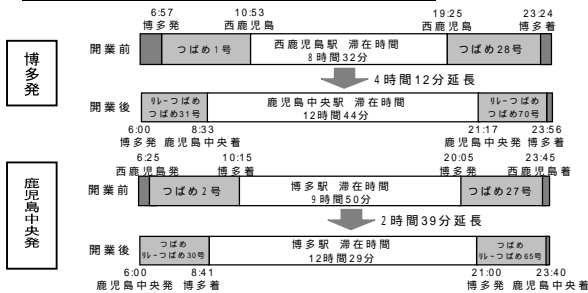 6:57 10:53 19:25 23:24
博多発 西鹿児島 西鹿児島 博多着
博多発
開業前
つばめ1号
西鹿児島駅 滞在時間
8時間32分
つばめ28号
4時間12分延長
開業後
リレーつばめ
つばめ31号
鹿児島中央駅 滞在時間
12時間44分
リレーつばめ
つばめ70号
6:00 8:33 21:17 23:56
博多発 鹿児島中央着 鹿児島中央発 博多着
6:25 10:15 20:05 23:45
西鹿児島発 博多着 博多発 西鹿児島着
鹿児島中央発
開業前
つばめ2号
博多駅 滞在時間
9時間50分
つばめ27号
2時間39分延長
開業後
つばめ
リレーつばめ30号
博多駅 滞在時間
12時間29分
つばめ
リレーつばめ65号
6:00 8:41 21:00 23:40
鹿児島中央発 博多着 博多発 鹿児島中央着